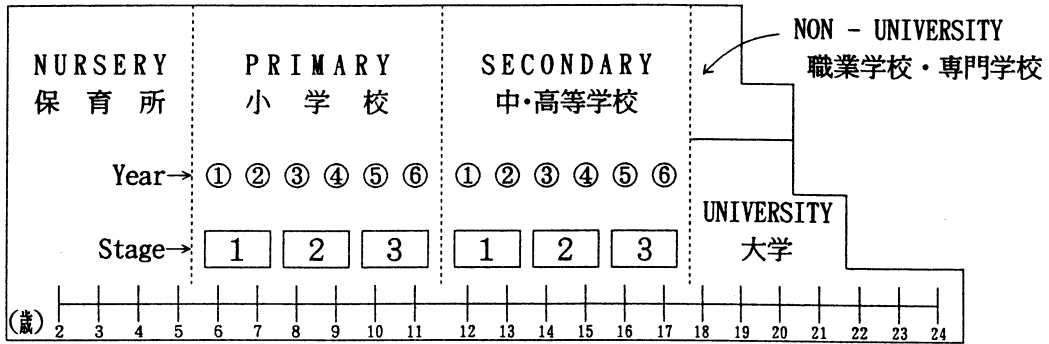 NON - UNIVERSITY
職業学校・専門学校
NURSERY PRIMARY SECONDARY
保育所 小学校 中・高等学校
Year→ ① ② ③ ④ ⑤ ⑥ ① ② ③ ④ ⑤ ⑥
UNIVERSITY
大学
Stage→ 1 2 3 1 2 3
(歳) 2 3 4 5 6 7 8 9 10 11 12 13 14 15 16 17 18 19 20 21 22 23 24